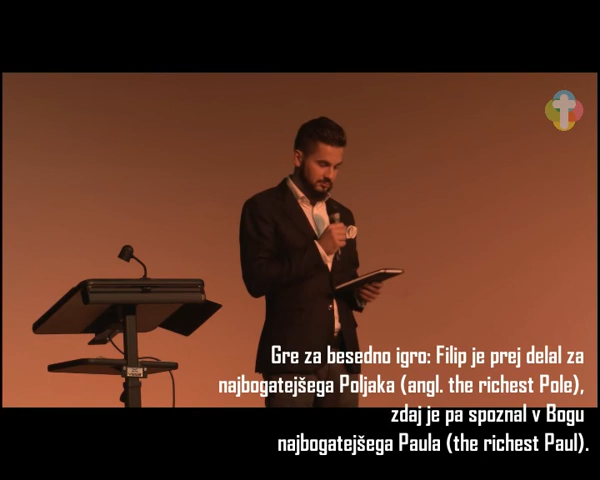 Gre za besedno igro: Filip je prej delal za
najbogatejšega Poljaka (angl. the richest Pole),
zdaj je pa spoznal v Bogu
najbogatejšega Paula (the richest Paul).